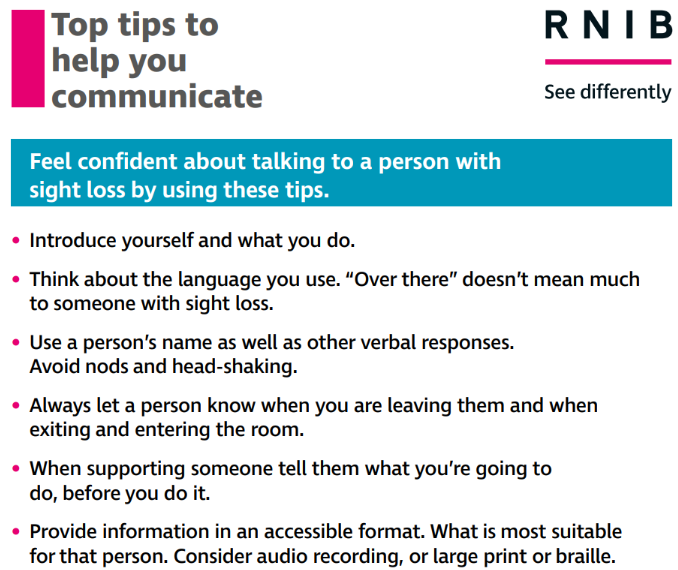 Top tips to
help you
communicate
R N I B
See differently
Feel confident about talking to a person with
sight loss by using these tips.
• Introduce yourself and what you do.
• Think about the language you use. “Over there” doesn’t mean much
to someone with sight loss.
• Use a person’s name as well as other verbal responses.
Avoid nods and head-shaking.
• Always let a person know when you are leaving them and when
exiting and entering the room.
• When supporting someone tell them what you’re going to
do, before you do it.
• Provide information in an accessible format. What is most suitable
for that person. Consider audio recording, or large print or braille.